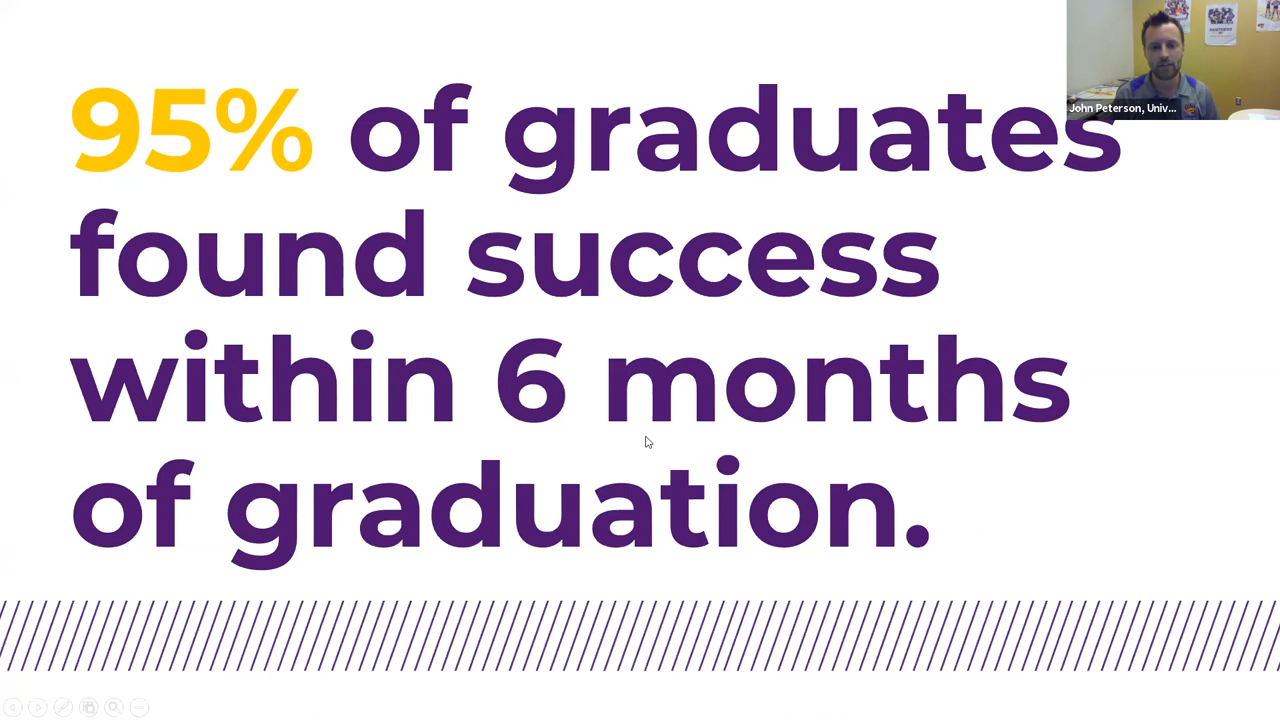 95% of graduates
found success
within 6 months
of graduation.
John Peterson, Univ...